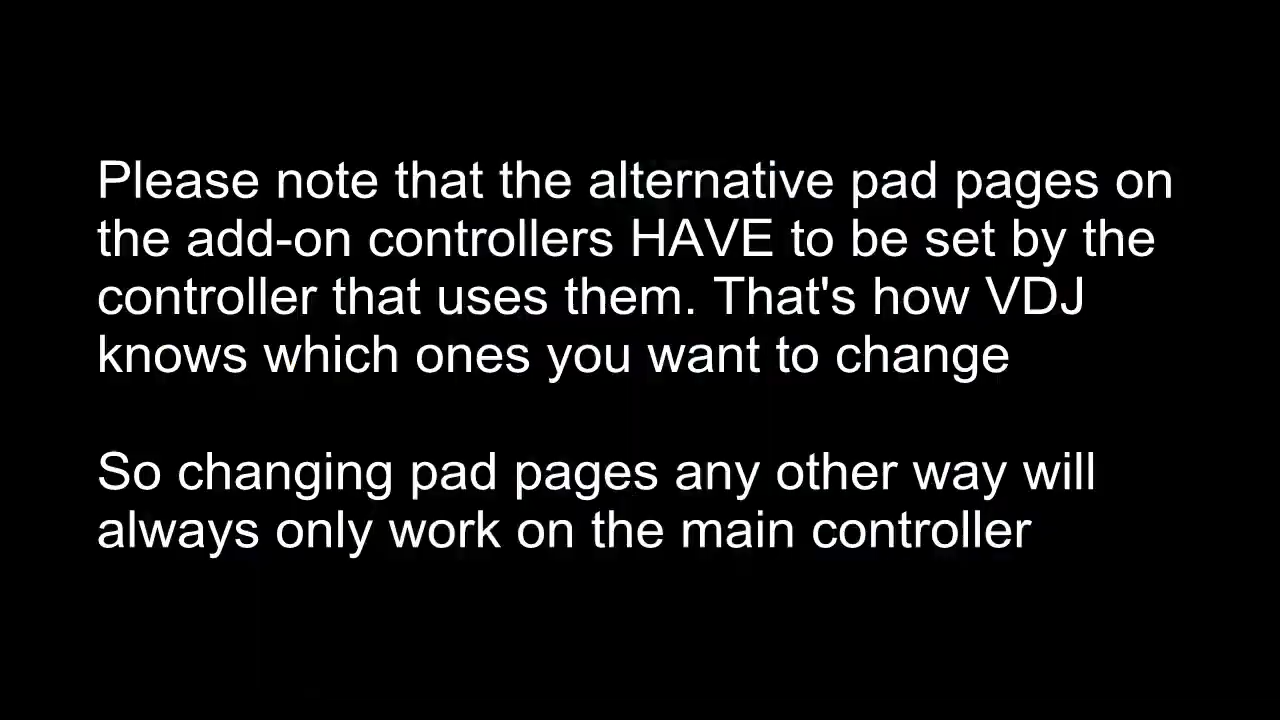 Please note that the alternative pad pages on
the add-on controllers HAVE to be set by the
controller that uses them. That's how VDJ
knows which ones you want to change
So changing pad pages any other way will
always only work on the main controller